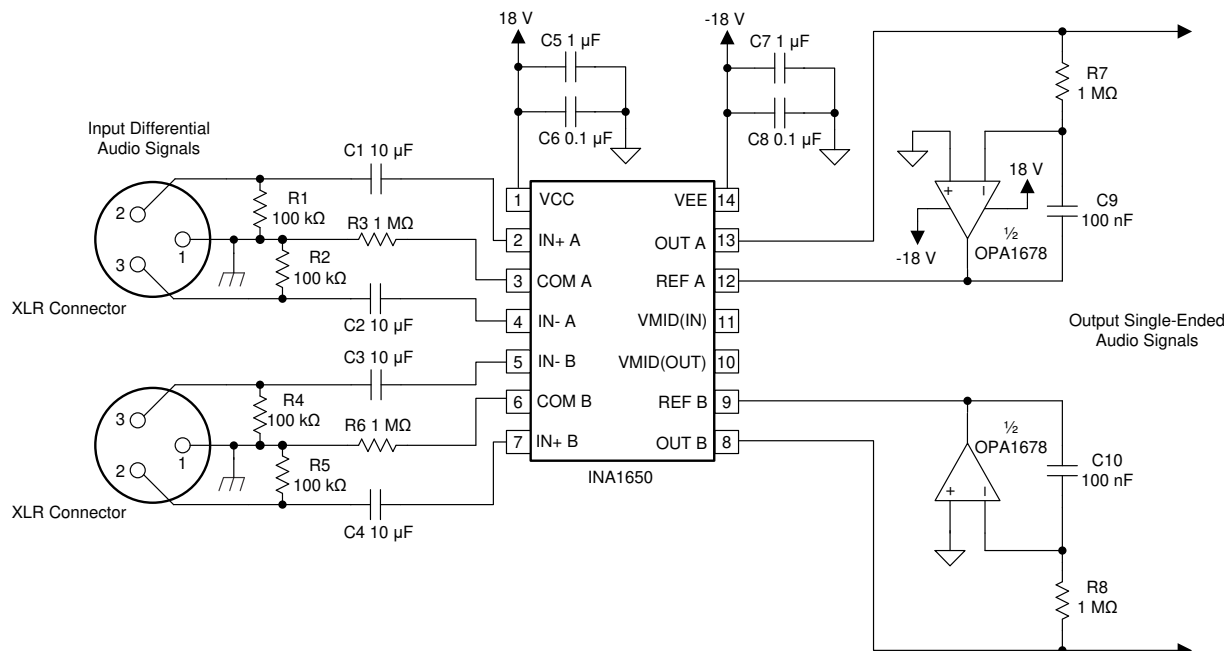 18 V
-18 V
C5 1 µF
C7 1 µF
C6 0.1 µF
C8 0.1 µF
R7
1 MΩ
Input Differential
Audio Signals
C1 10 µF
2
1
3
R1
100 kΩ
R3 1 MΩ
R2
100 kΩ
C2 10 µF
XLR Connector
1 VCC
VEE 14
2 IN+ A
OUT A 13
3 COM A
REF A 12
4 IN- A
VMID(IN) 11
5 IN- B
VMID(OUT) 10
6 COM B
REF B 9
7 IN+ B
OUT B 8
INA1650
+
–
18 V
-18 V
½
OPA1678
C9
100 nF
Output Single-Ended
Audio Signals
C3 10 µF
3
1
2
R4
100 kΩ
R6 1 MΩ
R5
100 kΩ
C4 10 µF
XLR Connector
½
OPA1678
+
–
C10
100 nF
R8
1 MΩ